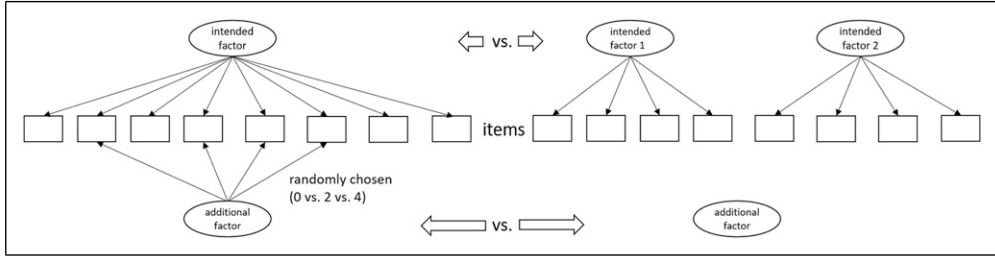 intended
factor
vs.
intended
factor 1
intended
factor 2
items
randomly chosen
(0 vs. 2 vs. 4)
additional
factor
vs.
additional
factor